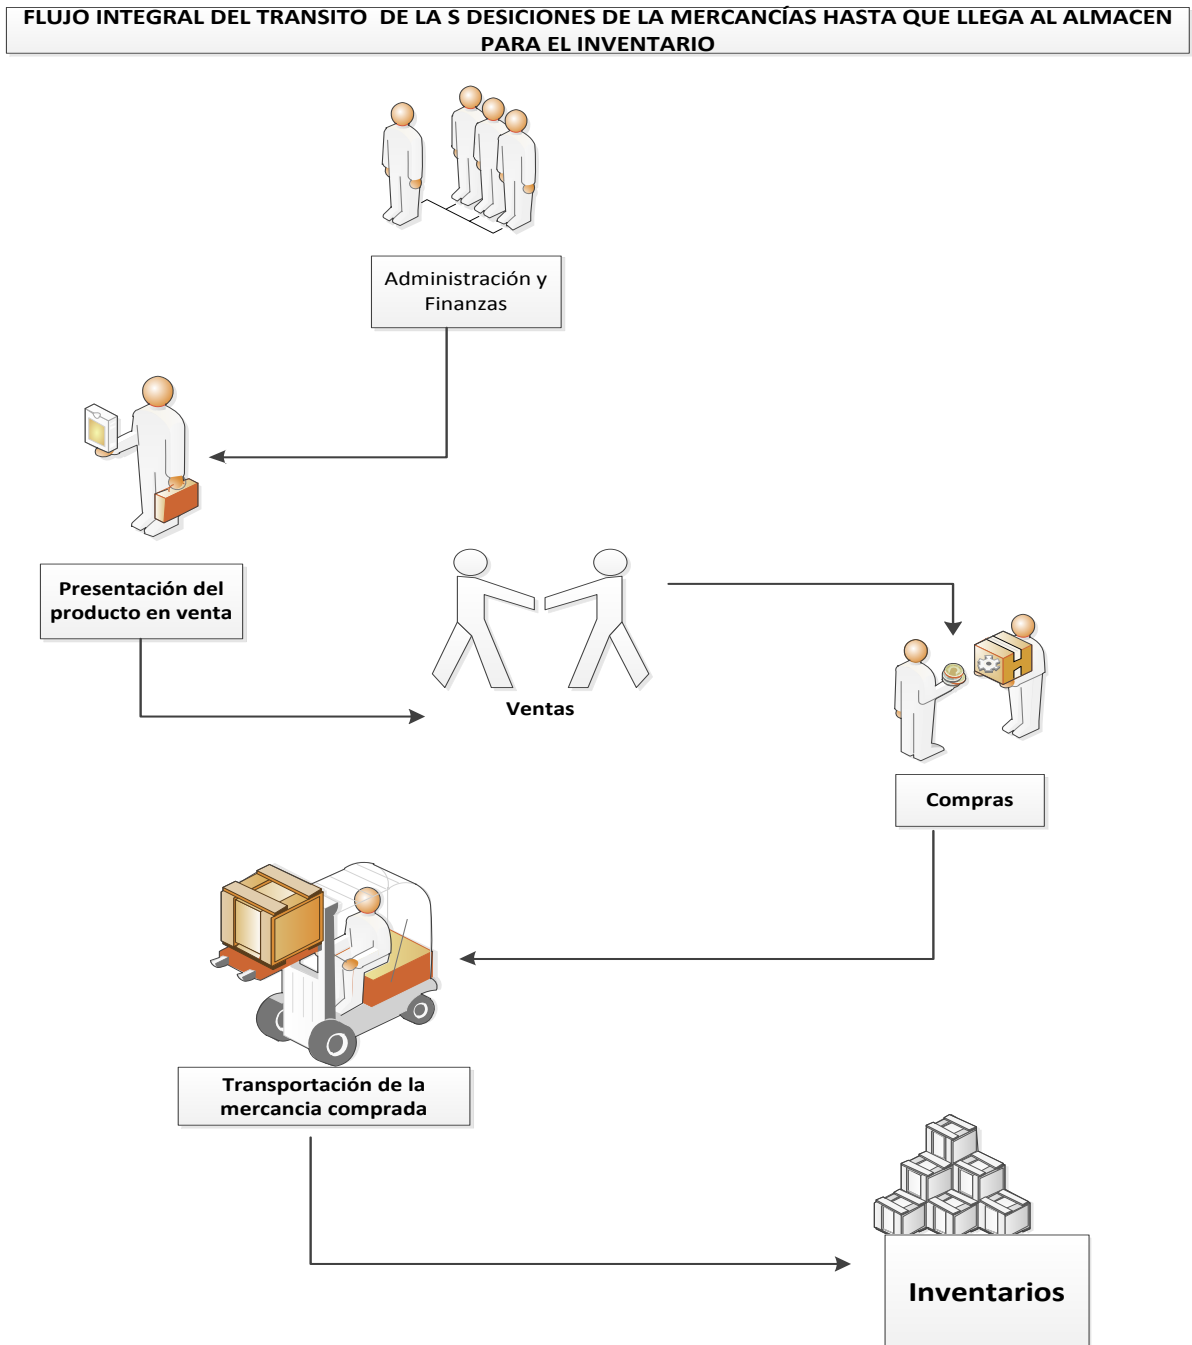 FLUJO INTEGRAL DEL TRANSITO DE LA S DESICIONES DE LA MERCANCÍAS HASTA QUE LLEGA AL ALMACEN
PARA EL INVENTARIO
Administración y
Finanzas
Presentación del
producto en venta
Ventas
Compras
Transportación de la
mercancia comprada
Inventarios